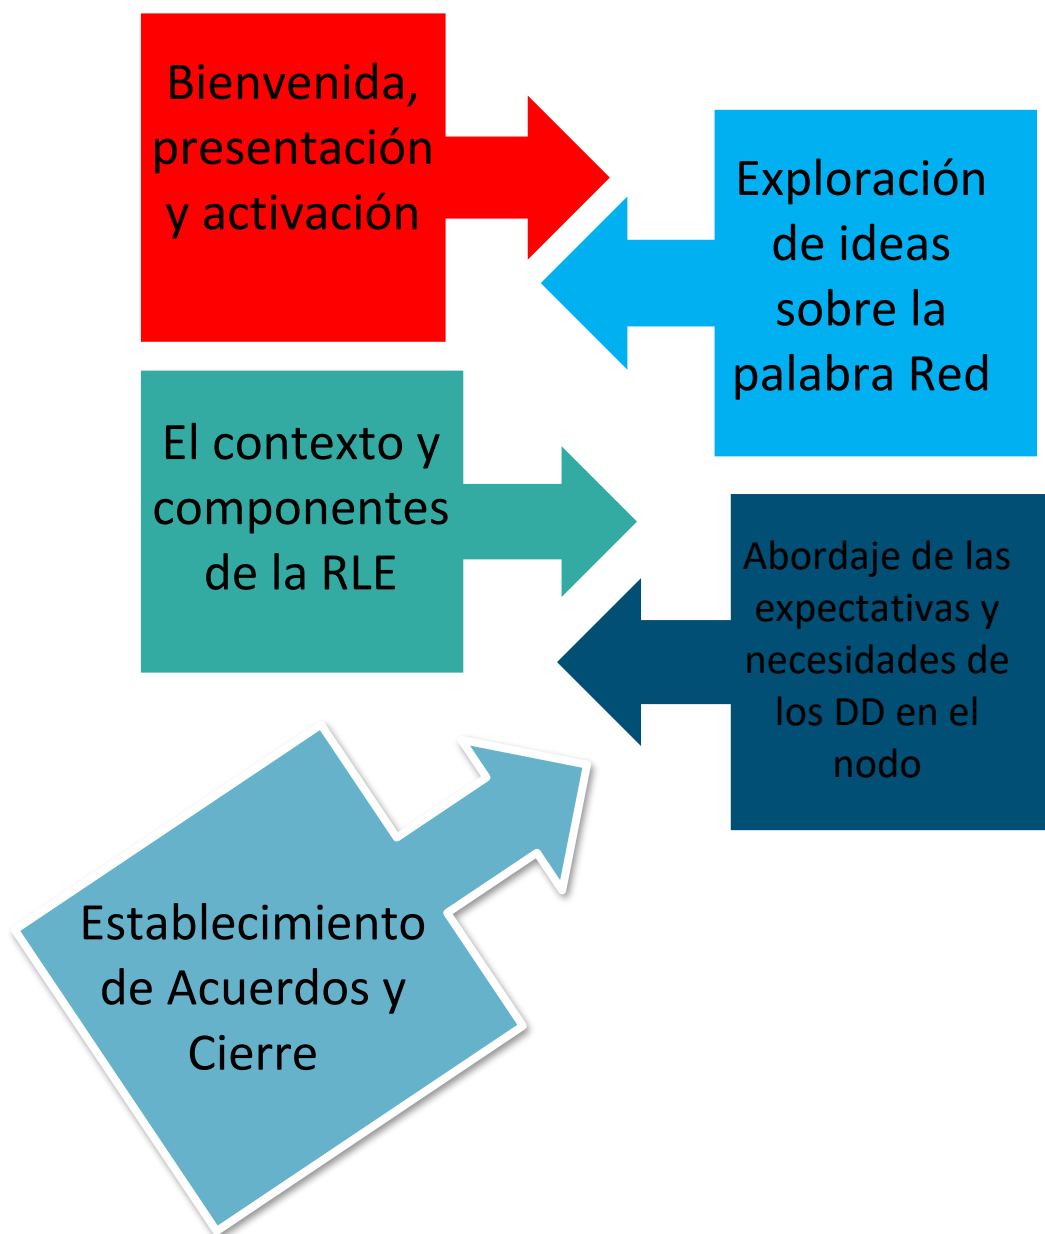 Bienvenida,
presentación
y activación
Exploración
de ideas
sobre la
palabra Red
El contexto y
componentes
de la RLE
Abordaje de las
expectativas y
necesidades de
los DD en el
nodo
Establecimiento
de Acuerdos y
Cierre